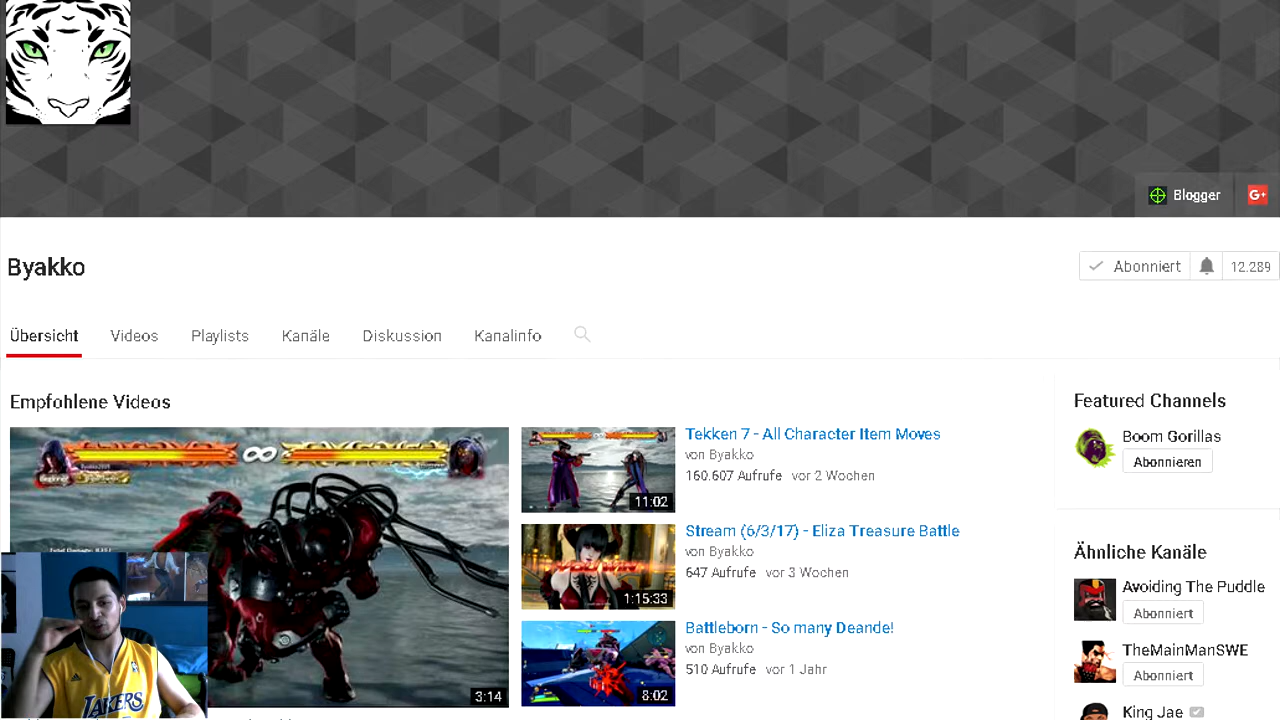 Blogger
G+
Byakko
Abonniert
12.289
Übersicht
Videos
Playlists
Kanäle
Diskussion
Kanalinfo
Empfohlene Videos
3:14
11:02
Tekken 7 - All Character Item Moves
von Byakko
160.607 Aufrufe vor 2 Wochen
YOU WIN
1:15:33
Stream (6/3/17) - Eliza Treasure Battle
von Byakko
647 Aufrufe vor 3 Wochen
8:02
Battleborn - So many Deande!
von Byakko
510 Aufrufe vor 1 Jahr
LAKERS
Featured Channels
Boom Gorillas
Abonnieren
Ähnliche Kanäle
Avoiding The Puddle
Abonniert
TheMainManSWE
Abonniert
King Jae